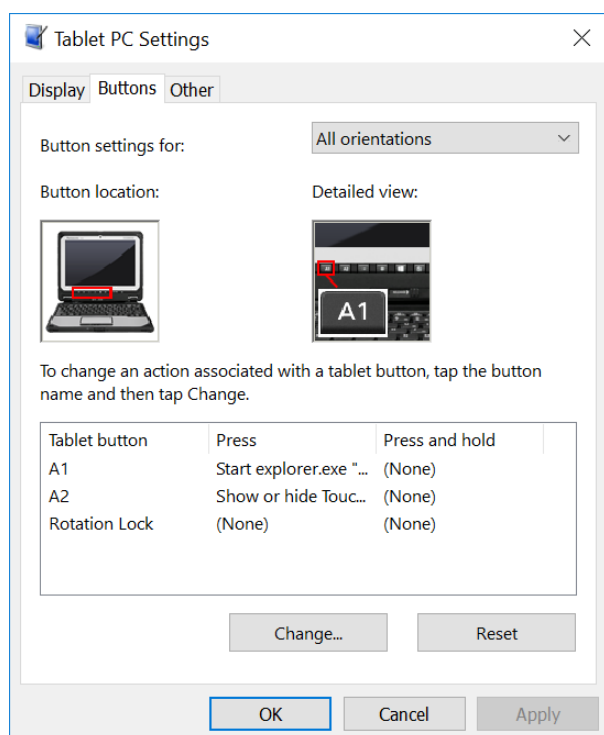 Tablet PC Settings
Display Buttons Other
Button settings for: All orientations
Button location: Detailed view:
A1
To change an action associated with a tablet button, tap the button
name and then tap Change.
Tablet button Press Press and hold
A1 Start explorer.exe "... (None)
A2 Show or hide Touc... (None)
Rotation Lock (None) (None)
Change... Reset
OK Cancel Apply